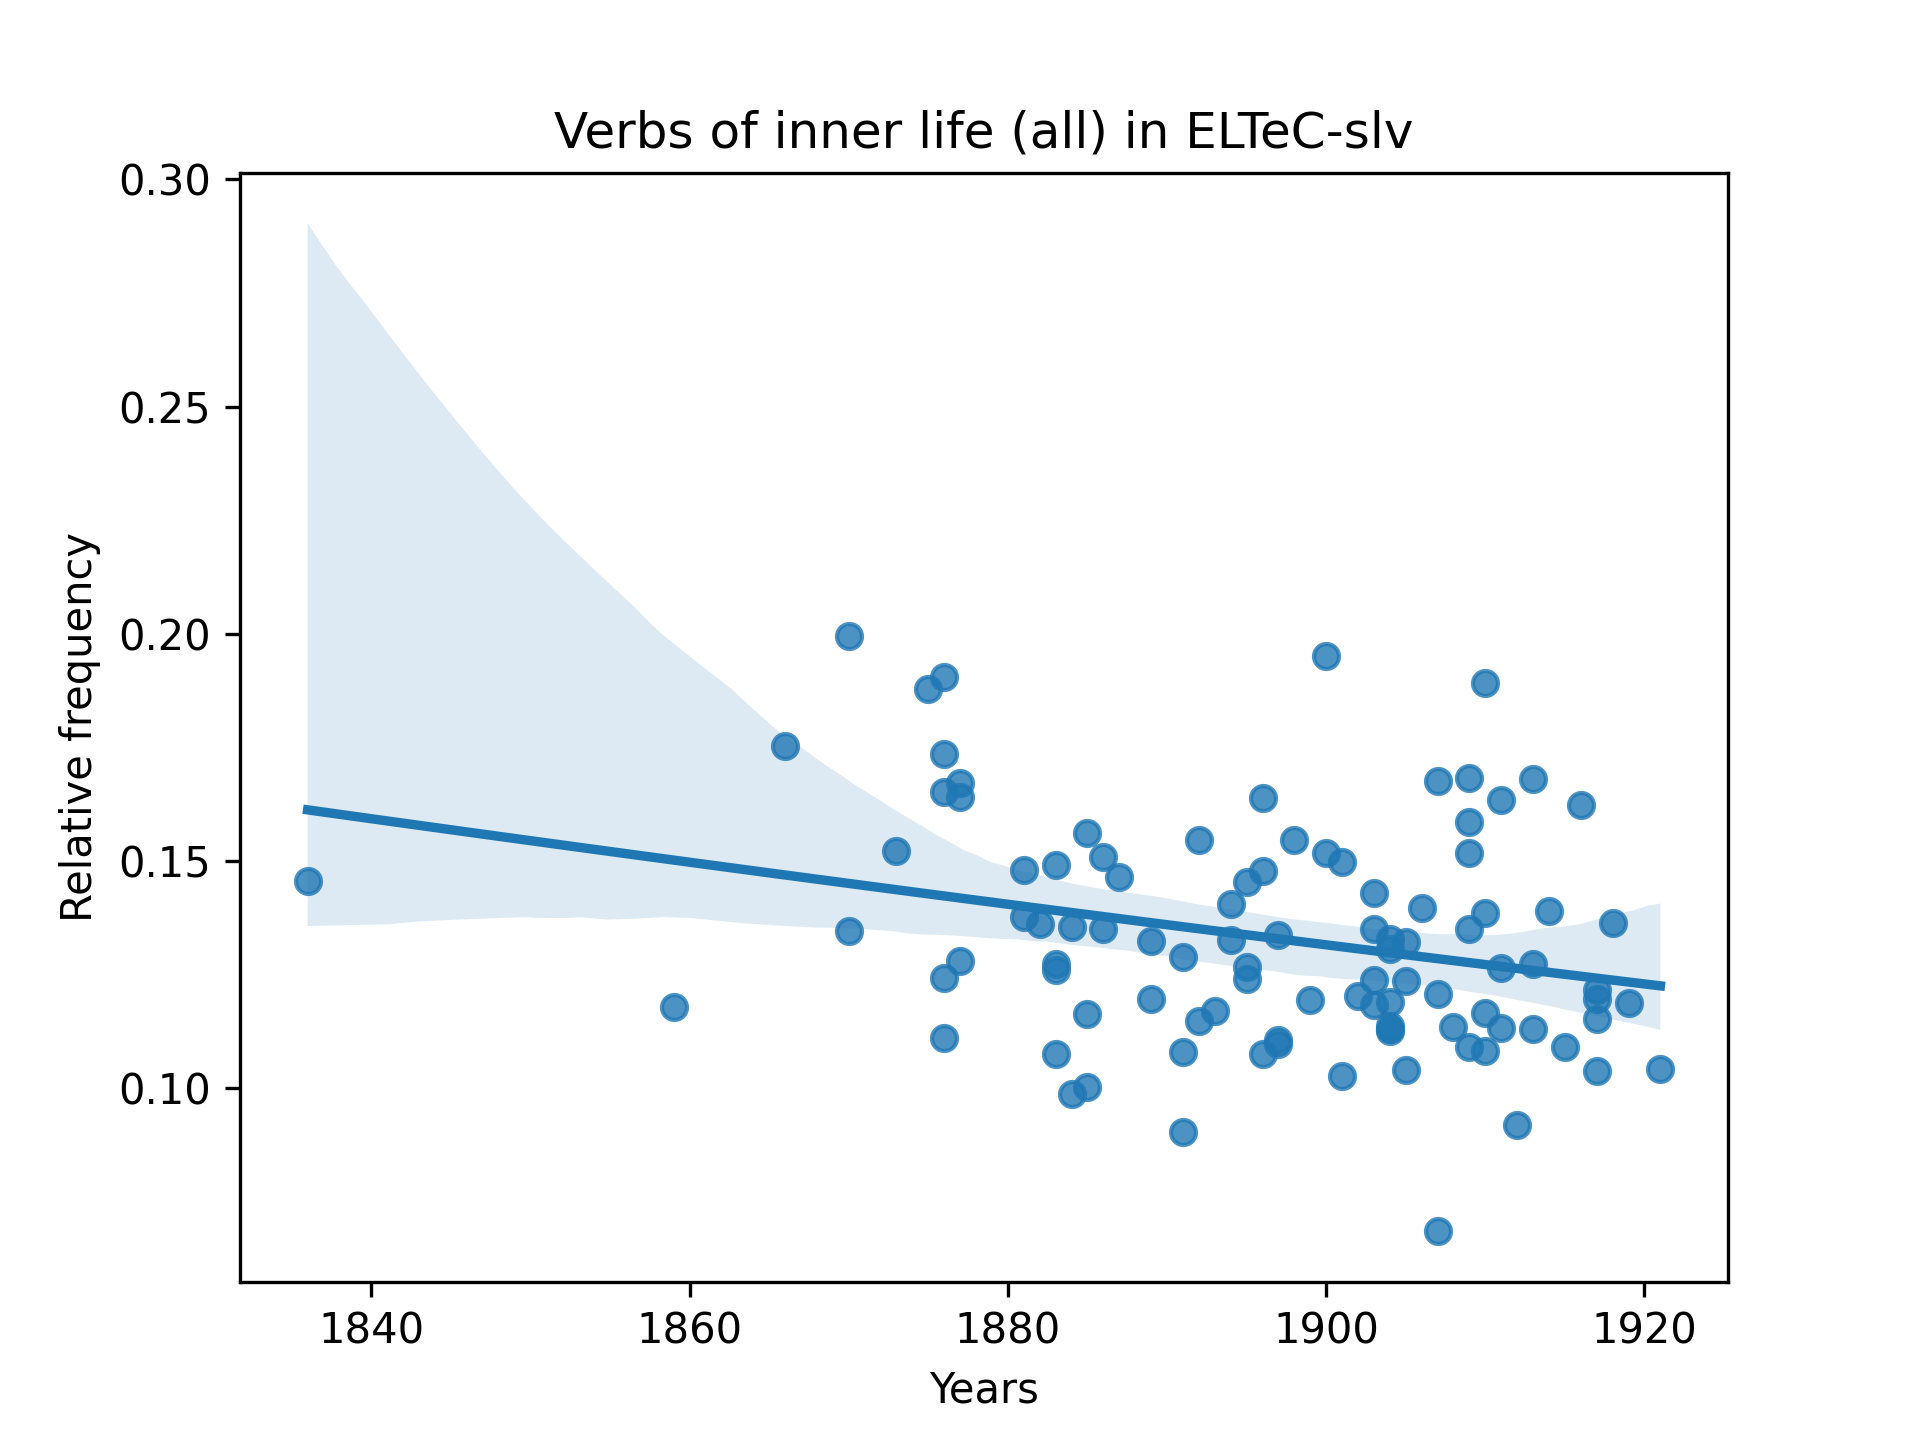 Verbs of inner life (all) in ELTeC-slv
0.30
0.25
0.20
0.15
0.10
Relative frequency
1840 1860 1880 1900 1920
Years